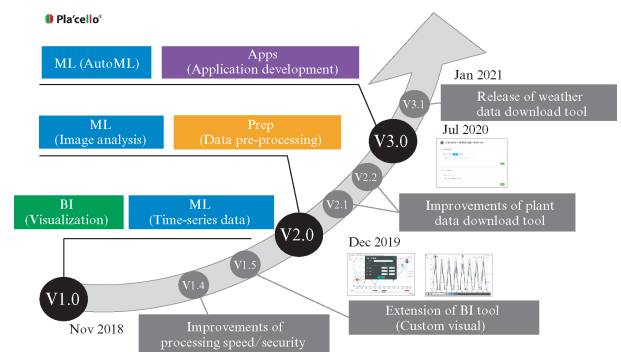 Pla'cello®
ML (AutoML)
Apps
(Application development)
Jan 2021
V3.1
Release of weather
data download tool
ML
(Image analysis)
Prep
(Data pre-processing)
V3.0
Jul 2020
V2.2
V2.1
Improvements of plant
data download tool
BI
(Visualization)
ML
(Time-series data)
V2.0
Dec 2019
V1.5
V1.4
V1.0
Extension of BI tool
(Custom visual)
Nov 2018
Improvements of
processing speed/security